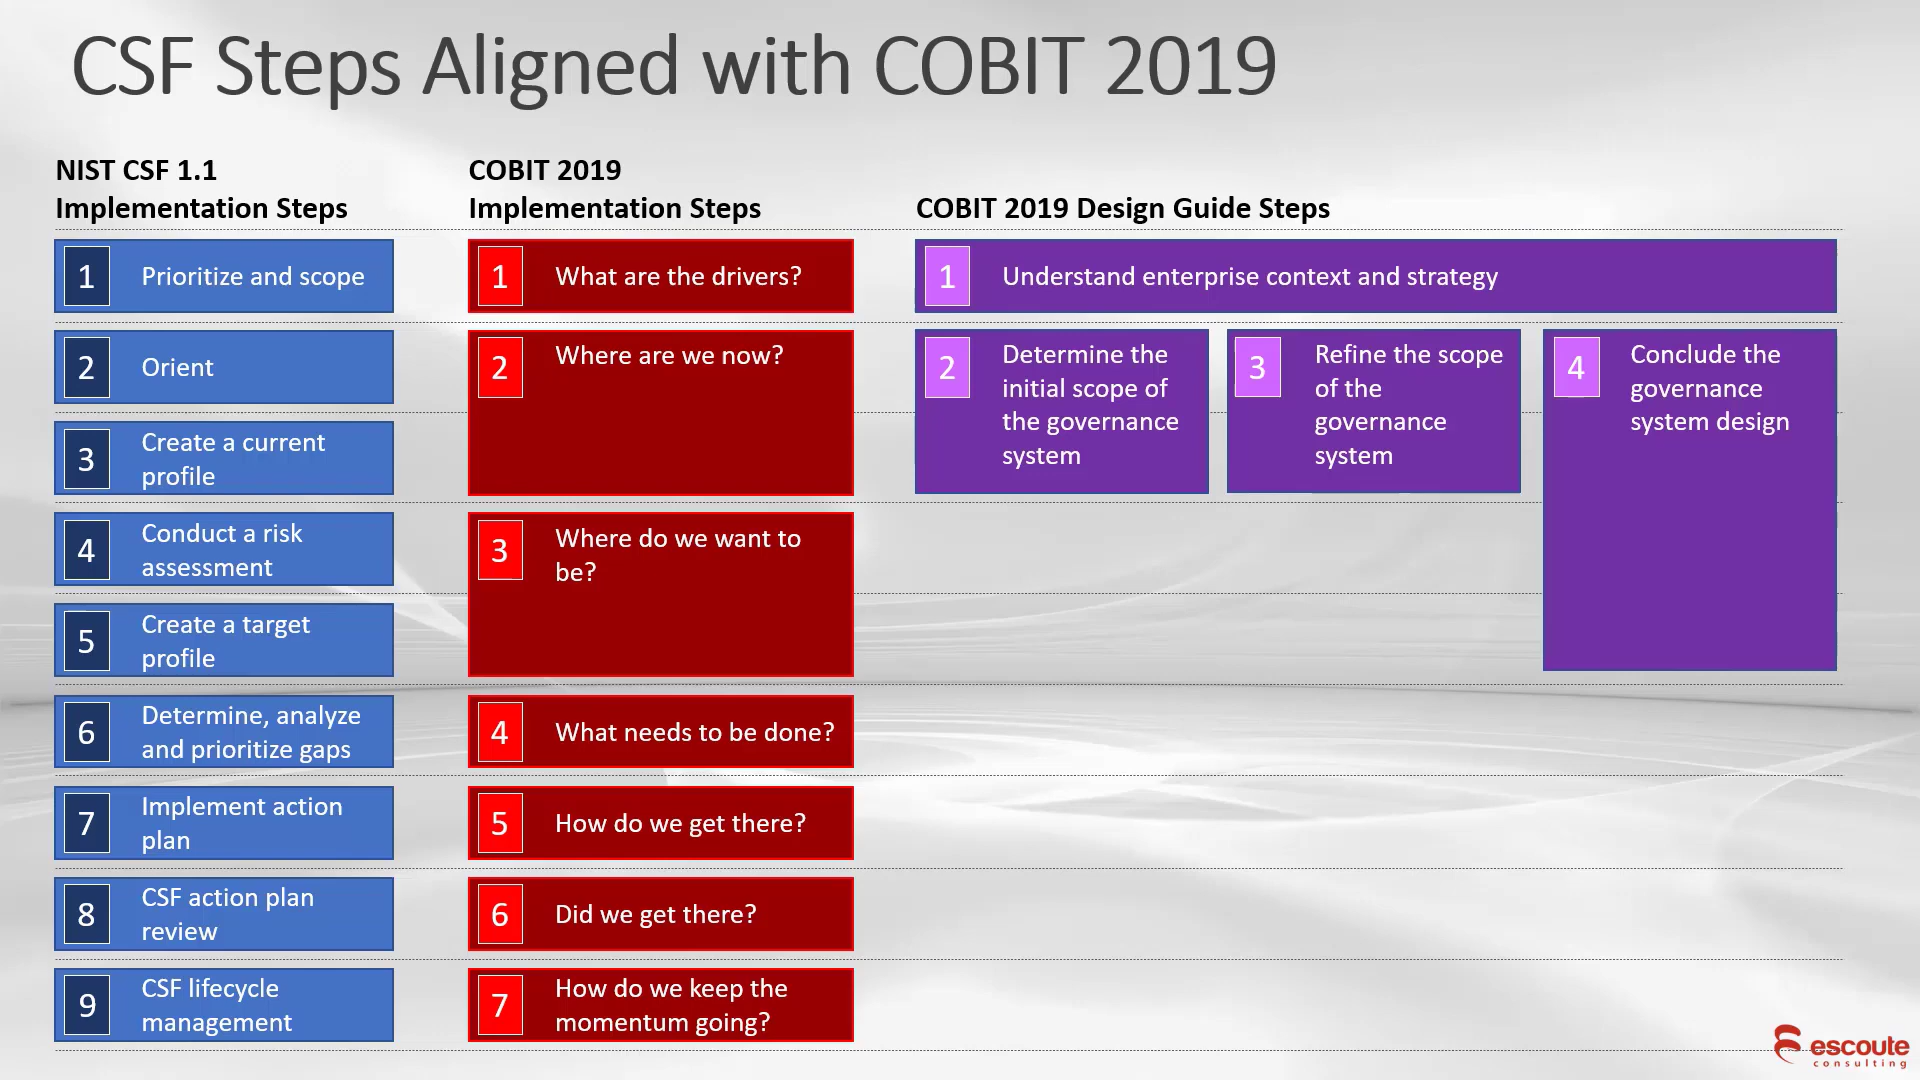 CSF Steps Aligned with COBIT 2019
NIST CSF 1.1
Implementation Steps
1
Prioritize and scope
2
Orient
3
Create a current
profile
4
Conduct a risk
assessment
5
Create a target
profile
6
Determine, analyze
and prioritize gaps
7
Implement action
plan
8
CSF action plan
review
9
CSF lifecycle
management
COBIT 2019
Implementation Steps
1
What are the drivers?
2
Where are we now?
3
Where do we want to
be?
4
What needs to be done?
5
How do we get there?
6
Did we get there?
7
How do we keep the
momentum going?
COBIT 2019 Design Guide Steps
1
Understand enterprise context and strategy
2
Determine the
initial scope of
the governance
system
3
Refine the scope
of the
governance
system
4
Conclude the
governance
system design
escoute
consulting